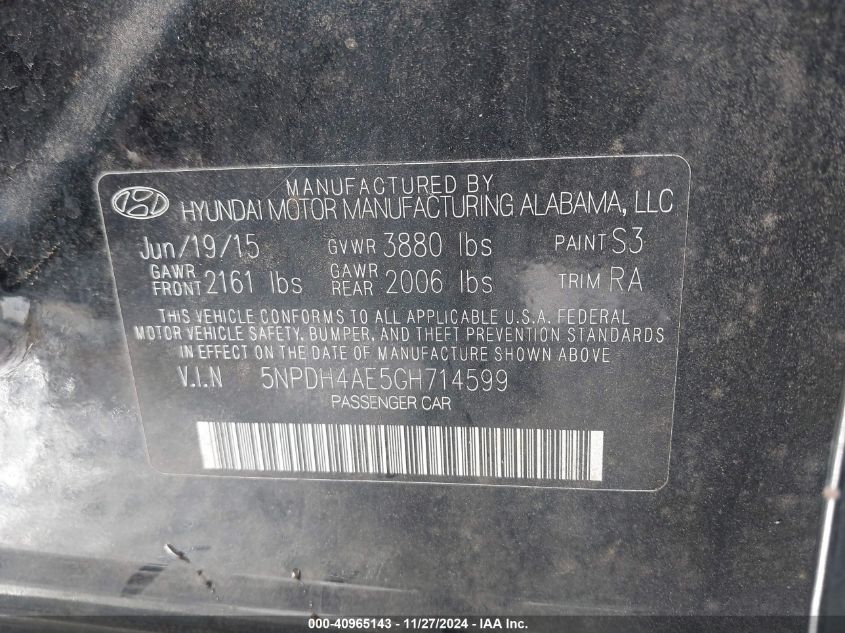 MANUFACTURED BY
HYUNDAI MOTOR MANUFACTURING ALABAMA, LLC
Jun/19/15 GVWR 3880 lbs PAINT S3
GAWR FRONT 2161 lbs GAWR REAR 2006 lbs TRIM RA
THIS VEHICLE CONFORMS TO ALL APPLICABLE U.S.A. FEDERAL
MOTOR VEHICLE SAFETY, BUMPER, AND THEFT PREVENTION STANDARDS
IN EFFECT ON THE DATE OF MANUFACTURE SHOWN ABOVE
V.I.N 5NPDH4AE5GH714599
PASSENGER CAR
000-40965143 - 11/27/2024 - IAA Inc.